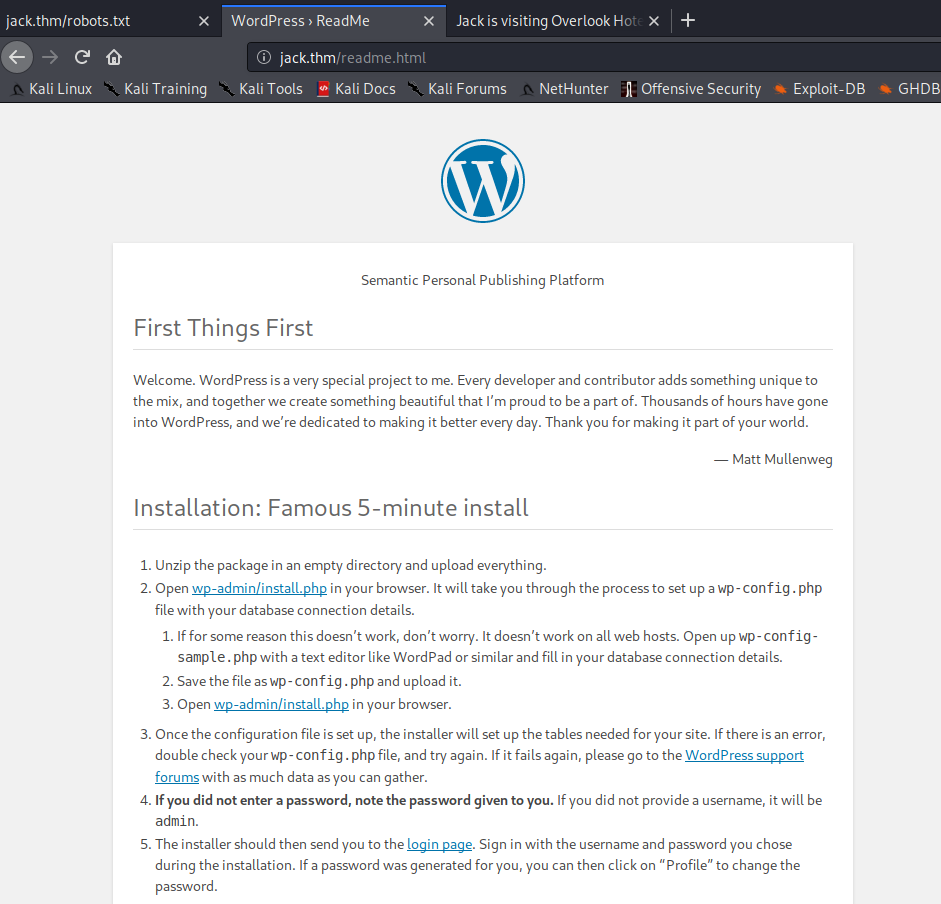 jack.thm/robots.txt
WordPress › ReadMe
Jack is visiting Overlook Hote
jack.thm/readme.html
Kali Linux
Kali Training
Kali Tools
Kali Docs
Kali Forums
NetHunter
Offensive Security
Exploit-DB
GHDB
Semantic Personal Publishing Platform
First Things First
Welcome. WordPress is a very special project to me. Every developer and contributor adds something unique to
the mix, and together we create something beautiful that I’m proud to be a part of. Thousands of hours have gone
into WordPress, and we’re dedicated to making it better every day. Thank you for making it part of your world.
— Matt Mullenweg
Installation: Famous 5-minute install
1. Unzip the package in an empty directory and upload everything.
2. Open wp-admin/install.php in your browser. It will take you through the process to set up a wp-config.php
file with your database connection details.
1. If for some reason this doesn’t work, don’t worry. It doesn’t work on all web hosts. Open up wp-config-
sample.php with a text editor like WordPad or similar and fill in your database connection details.
2. Save the file as wp-config.php and upload it.
3. Open wp-admin/install.php in your browser.
3. Once the configuration file is set up, the installer will set up the tables needed for your site. If there is an error,
double check your wp-config.php file, and try again. If it fails again, please go to the WordPress support
forums with as much data as you can gather.
4. If you did not enter a password, note the password given to you. If you did not provide a username, it will be
admin.
5. The installer should then send you to the login page. Sign in with the username and password you chose
during the installation. If a password was generated for you, you can then click on “Profile” to change the
password.